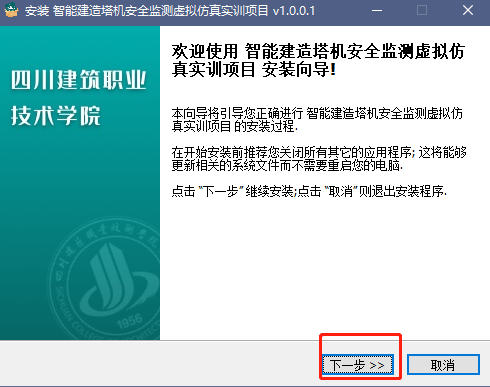 安装 智能建造塔机安全监测虚拟仿真实训项目 v1.0.0.1
四川建筑职业
技术学院
1956
欢迎使用 智能建造塔机安全监测虚拟仿
真实训项目 安装向导!
本向导将引导您正确进行 智能建造塔机安全监测虚拟仿
真实训项目 的安装过程.
在开始安装前推荐您关闭所有其它的应用程序; 这将能够
更新相关的系统文件而不需要重启您的电脑.
点击 “下一步” 继续安装;点击 “取消” 则退出安装程序.
下一步 >>
取消